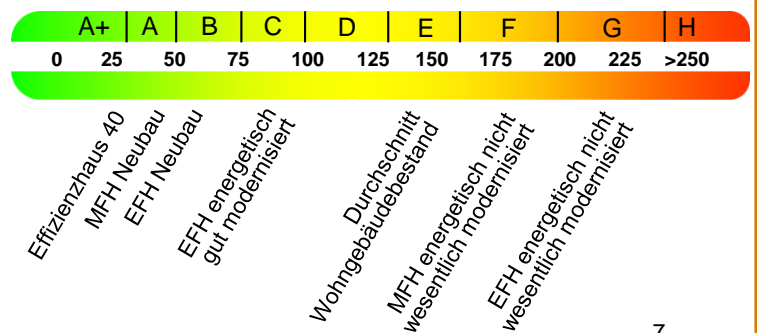 A+ A B C D E F G H
0 25 50 75 100 125 150 175 200 225 >250
Effizienzhaus 40
MFH Neubau
EFH Neubau
EFH energetisch
gut modernisiert
Durchschnitt
Wohngebäudebestand
MFH energetisch nicht
wesentlich modernisiert
EFH energetisch nicht
wesentlich modernisiert
7